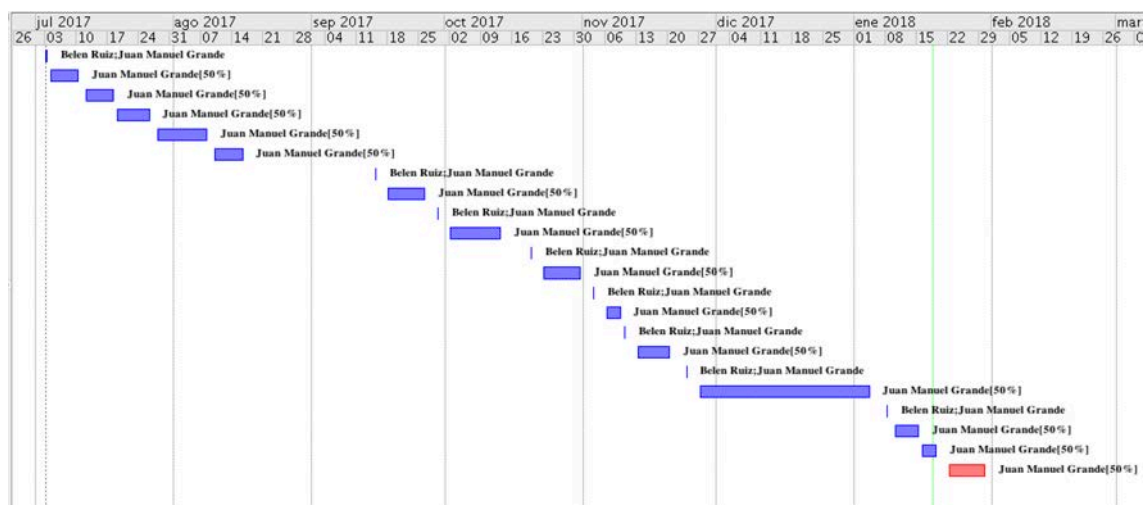 jul 2017 ago 2017 sep 2017 oct 2017 nov 2017 dic 2017 ene 2018 feb 2018 mar
26 03 10 17 24 31 07 14 21 28 04 11 18 25 02 09 16 23 30 06 13 20 27 04 11 18 25 01 08 15 22 29 05 12 19 26 0
Belen Ruiz;Juan Manuel Grande
Juan Manuel Grande[50%]
Juan Manuel Grande[50%]
Juan Manuel Grande[50%]
Juan Manuel Grande[50%]
Juan Manuel Grande[50%]
Belen Ruiz;Juan Manuel Grande
Juan Manuel Grande[50%]
Belen Ruiz;Juan Manuel Grande
Juan Manuel Grande[50%]
Belen Ruiz;Juan Manuel Grande
Juan Manuel Grande[50%]
Belen Ruiz;Juan Manuel Grande
Juan Manuel Grande[50%]
Belen Ruiz;Juan Manuel Grande
Juan Manuel Grande[50%]
Belen Ruiz;Juan Manuel Grande
Juan Manuel Grande[50%]
Belen Ruiz;Juan Manuel Grande
Juan Manuel Grande[50%]
Juan Manuel Grande[50%]
Juan Manuel Grande[50%]